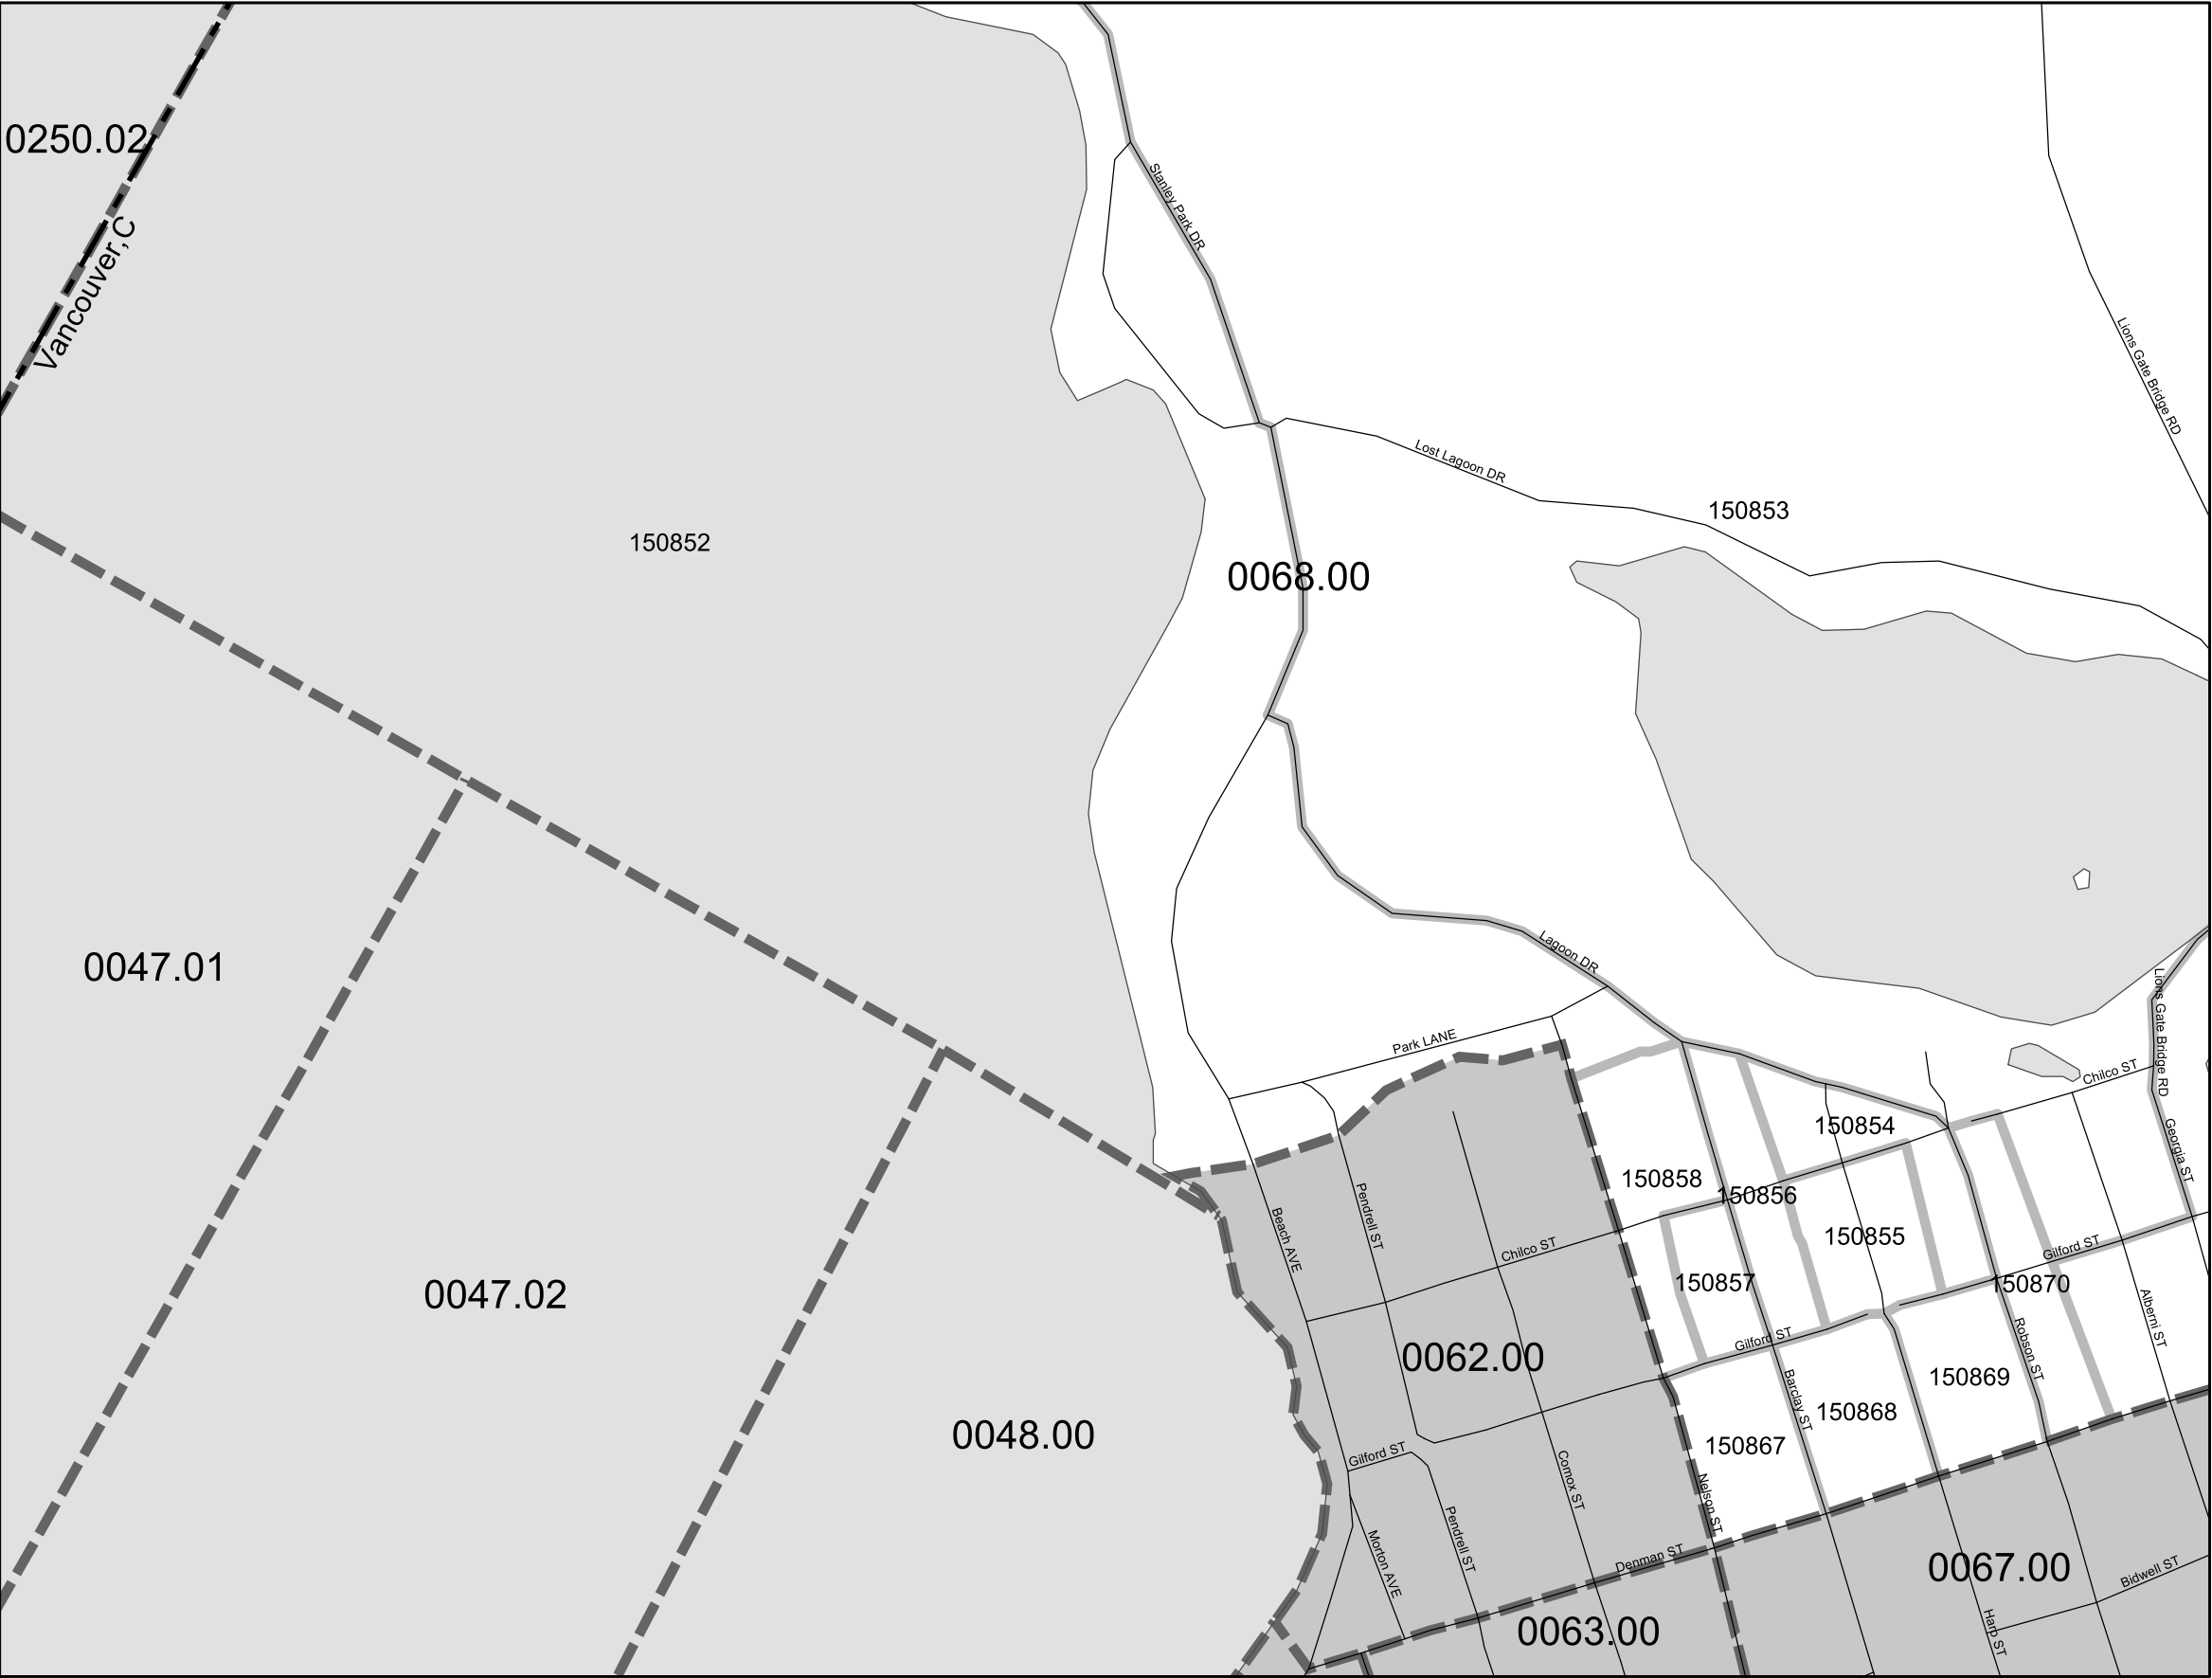 0250.02
Vancouver,C
Stanley Park DR
Lions Gate Bridge RD
Lost Lagoon DR
150853
150852
0068.00
Lagoon DR
0047.01
Lions Gate Bridge RD
Park LANE
Chilco ST
150854
Georgia ST
150858
150856
Pendrell ST
Beach AVE
150855
Chilco ST
Gilford ST
150857
150870
0047.02
Alberni ST
Gilford ST
Robson ST
0062.00
150869
Barclay ST
150868
0048.00
150867
Gilford ST
Comox ST
Nelson ST
Pendrell ST
Morton AVE
Denman ST
0067.00
Bidwell ST
0063.00
Haro ST